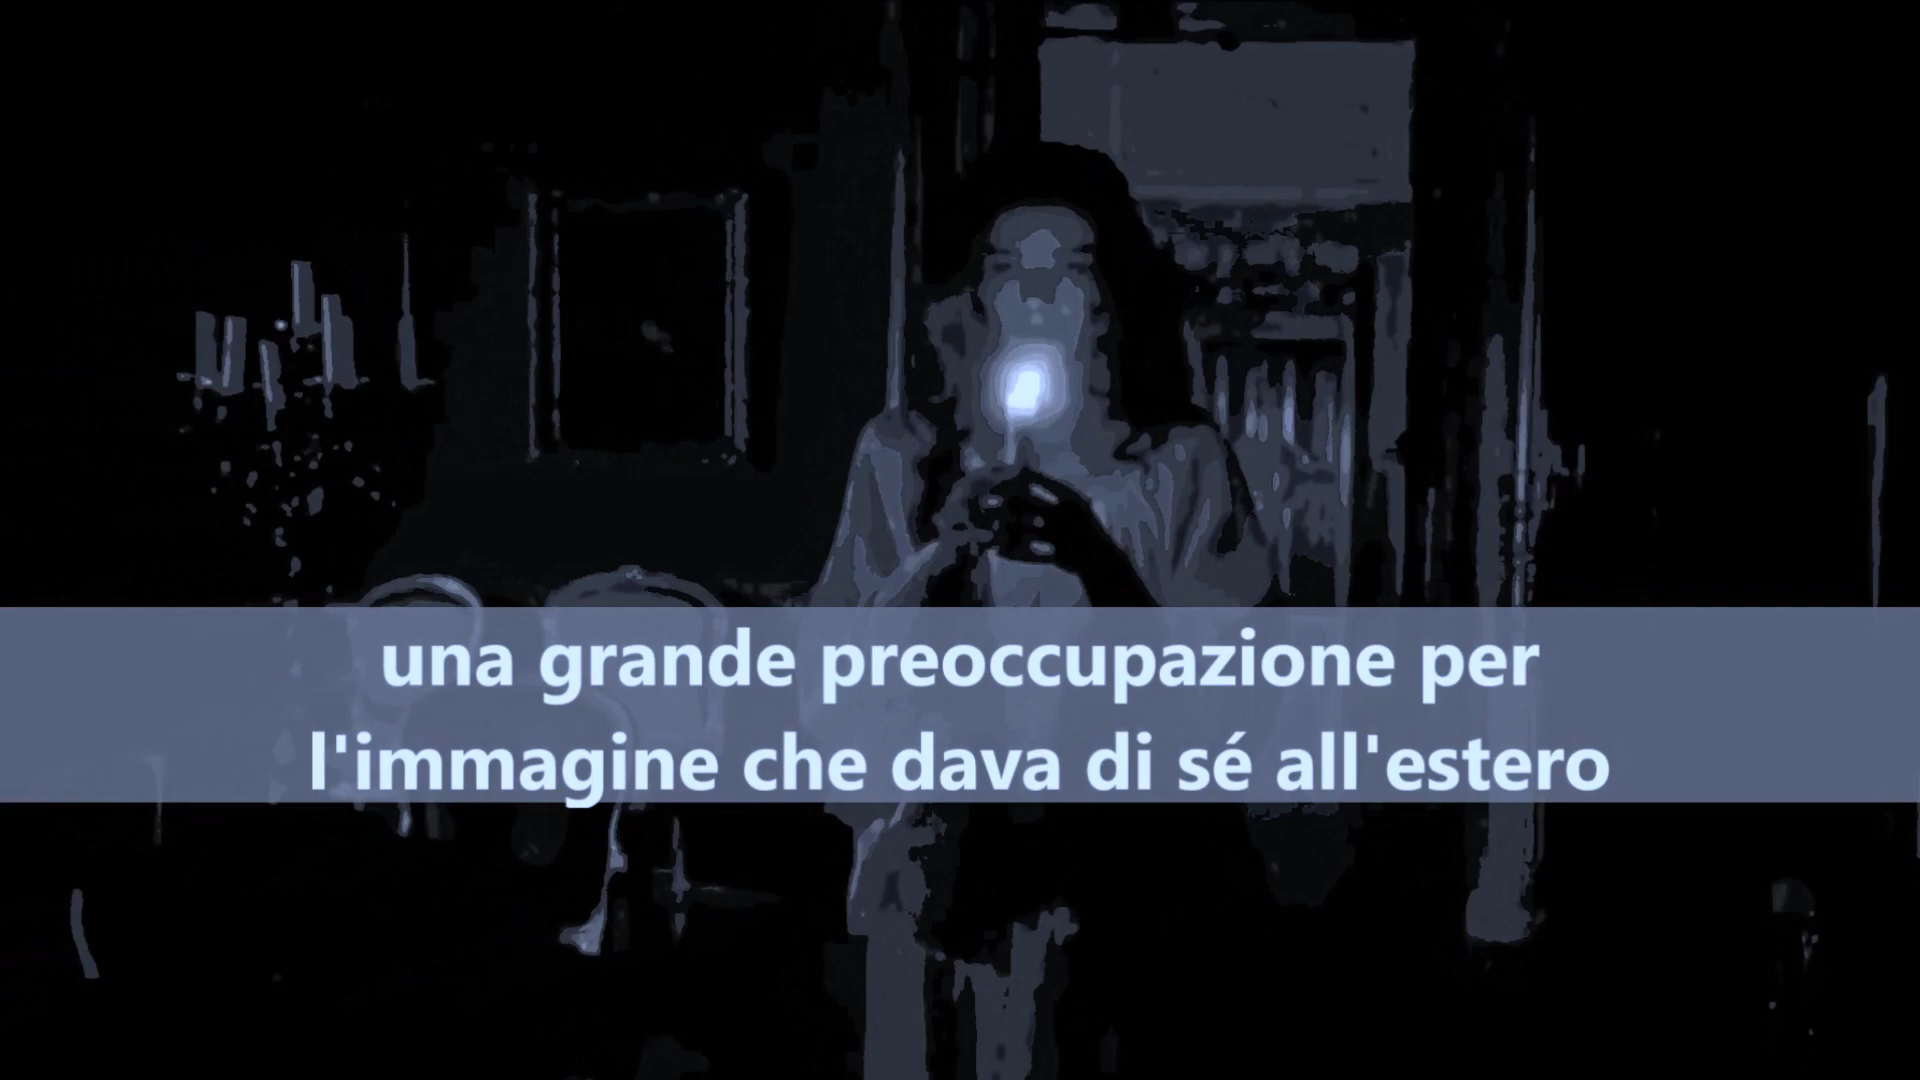 una grande preoccupazione per
l'immagine che dava di sé all'estero